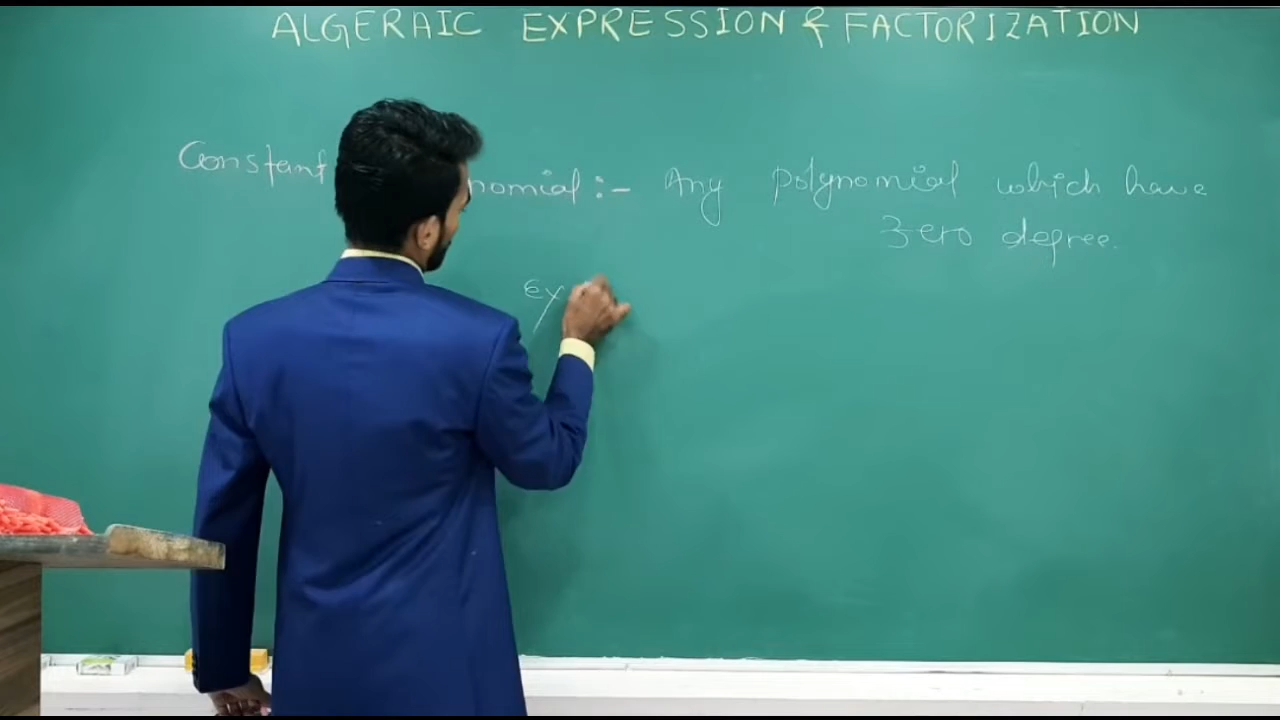 ALGERAIC EXPRESSION & FACTORIZATION
Constant nomial :- Any polynomial which have
zero degree.
ex